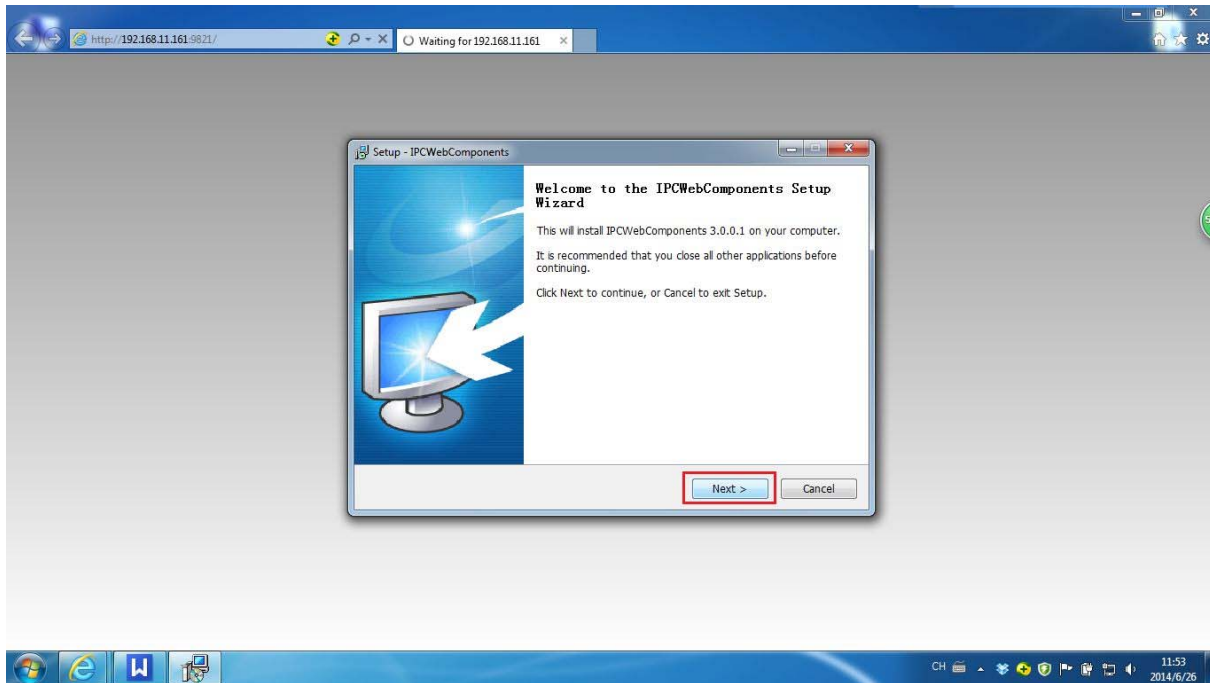 http://192.168.11.161:9821/
Waiting for 192.168.11.161
Setup - IPCWebComponents
Welcome to the IPCWebComponents Setup
Wizard
This will install IPCWebComponents 3.0.0.1 on your computer.
It is recommended that you close all other applications before
continuing.
Click Next to continue, or Cancel to exit Setup.
Next >
Cancel
CH
11:53
2014/6/26